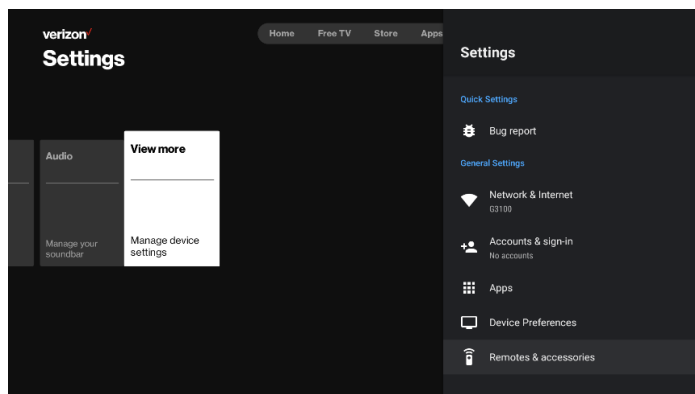 verizon
Settings
Home Free TV Store Apps
Audio
Manage your
soundbar
View more
Manage device
settings
Settings
Quick Settings
Bug report
General Settings
Network & Internet
G3100
Accounts & sign-in
No accounts
Apps
Device Preferences
Remotes & accessories